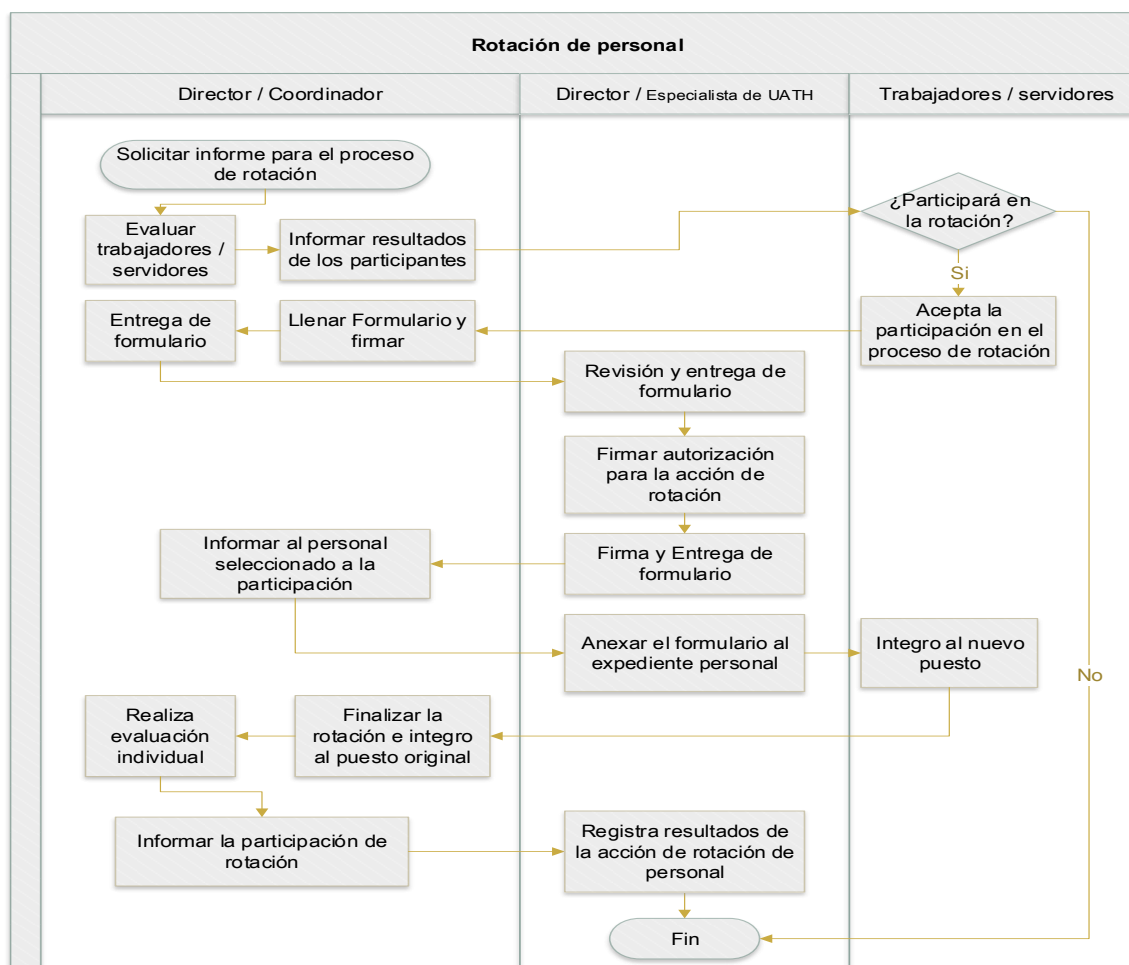 Rotación de personal
Director / Coordinador
Director / Especialista de UATH
Trabajadores / servidores
Solicitar informe para el proceso
de rotación
¿Participará en
la rotación?
Evaluar
trabajadores /
servidores
Informar resultados
de los participantes
Si
Entrega de
formulario
Llenar Formulario y
firmar
Acepta la
participación en el
proceso de rotación
Revisión y entrega de
formulario
Firmar autorización
para la acción de
rotación
Informar al personal
seleccionado a la
participación
Firma y Entrega de
formulario
Anexar el formulario al
expediente personal
Integro al nuevo
puesto
No
Realiza
evaluación
individual
Finalizar la
rotación e integro
al puesto original
Informar la participación de
rotación
Registra resultados de
la acción de rotación de
personal
Fin